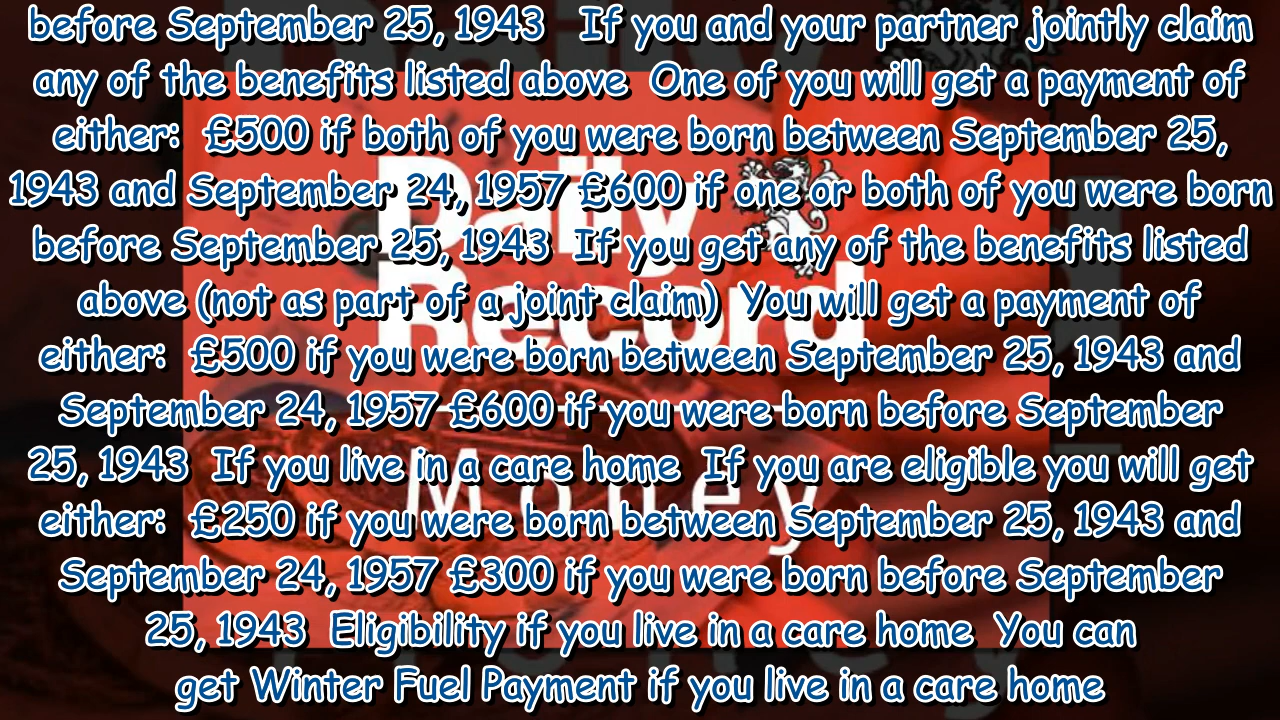 before September 25, 1943 If you and your partner jointly claim
any of the benefits listed above One of you will get a payment of
either: £500 if both of you were born between September 25,
1943 and September 24, 1957 £600 if one or both of you were born
before September 25, 1943 If you get any of the benefits listed
above (not as part of a joint claim) You will get a payment of
either: £500 if you were born between September 25, 1943 and
September 24, 1957 £600 if you were born before September
25, 1943 If you live in a care home If you are eligible you will get
either: £250 if you were born between September 25, 1943 and
September 24, 1957 £300 if you were born before September
25, 1943 Eligibility if you live in a care home You can
get Winter Fuel Payment if you live in a care home
Daily
Record
Money